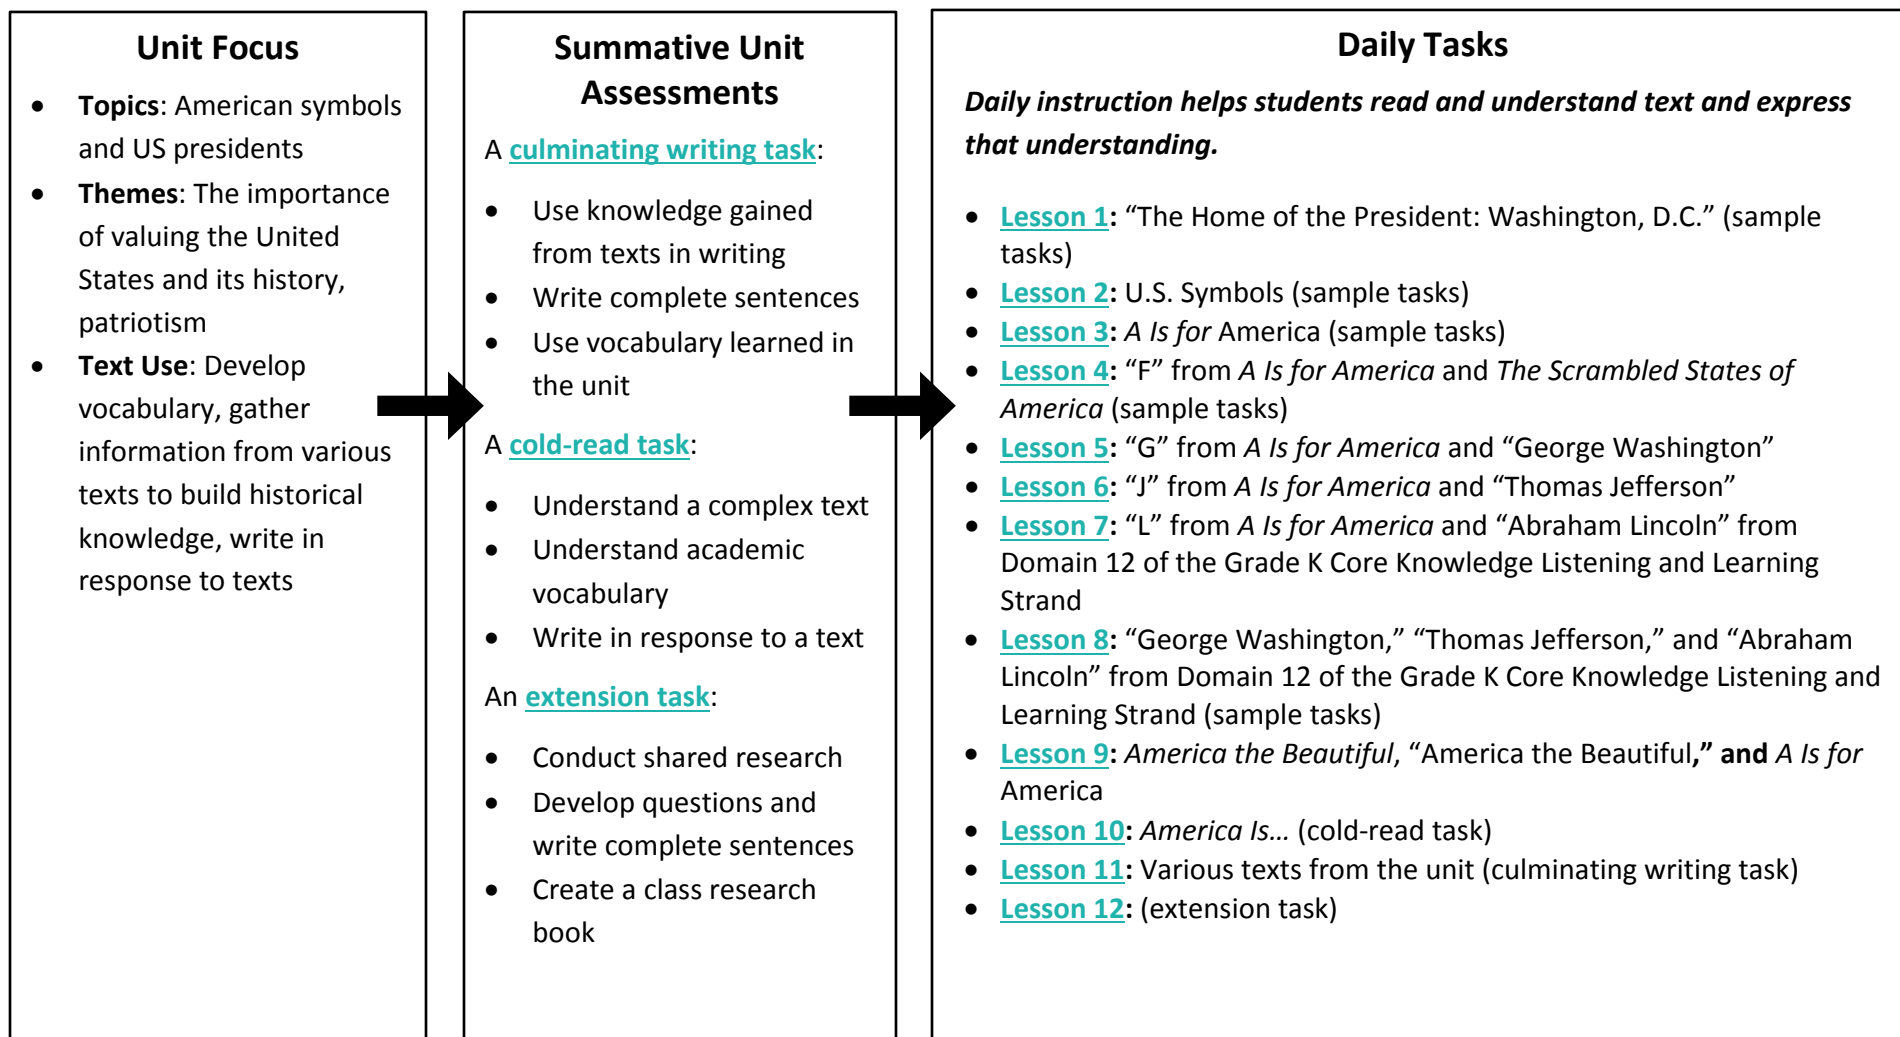 Unit Focus
• Topics: American symbols
and US presidents
• Themes: The importance
of valuing the United
States and its history,
patriotism
• Text Use: Develop
vocabulary, gather
information from various
texts to build historical
knowledge, write in
response to texts
Summative Unit
Assessments
A culminating writing task:
• Use knowledge gained
from texts in writing
• Write complete sentences
• Use vocabulary learned in
the unit
A cold-read task:
• Understand a complex text
• Understand academic
vocabulary
• Write in response to a text
An extension task:
• Conduct shared research
• Develop questions and
write complete sentences
• Create a class research
book
Daily Tasks
Daily instruction helps students read and understand text and express
that understanding.
• Lesson 1: “The Home of the President: Washington, D.C.” (sample
tasks)
• Lesson 2: U.S. Symbols (sample tasks)
• Lesson 3: A Is for America (sample tasks)
• Lesson 4: “F” from A Is for America and The Scrambled States of
America (sample tasks)
• Lesson 5: “G” from A Is for America and “George Washington”
• Lesson 6: “J” from A Is for America and “Thomas Jefferson”
• Lesson 7: “L” from A Is for America and “Abraham Lincoln” from
Domain 12 of the Grade K Core Knowledge Listening and Learning
Strand
• Lesson 8: “George Washington,” “Thomas Jefferson,” and “Abraham
Lincoln” from Domain 12 of the Grade K Core Knowledge Listening and
Learning Strand (sample tasks)
• Lesson 9: America the Beautiful, “America the Beautiful,” and A Is for
America
• Lesson 10: America Is… (cold-read task)
• Lesson 11: Various texts from the unit (culminating writing task)
• Lesson 12: (extension task)